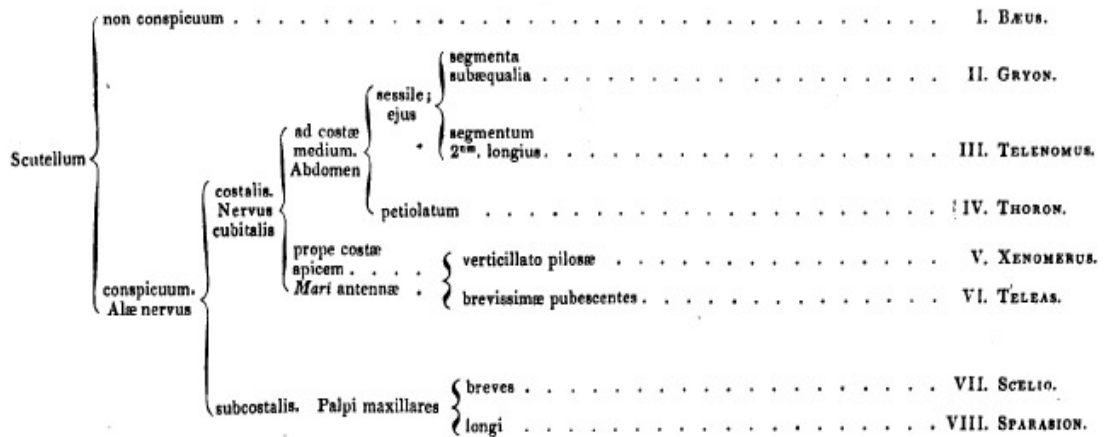 non conspicuum . . . . . . . . . . . . . . . . . . . . . . I. BÆUS.
segmenta
subæqualia . . . . . . . . . . . . II. GRYON.
sessile;
ejus
ad costæ
medium.
Abdomen
segmentum
2um. longius. . . . . . . . . . . . . III. TELENOMUS.
Scutellum
costalis.
Nervus
cubitalis
petiolatum . . . . . . . . . . . . . . . IV. THORON.
prope costæ
apicem . . . .
Mari antennæ .
verticillato pilosæ . . . . . . . . . . V. XENOMERUS.
conspicuum.
Alæ nervus
brevissimæ pubescentes . . . . . . . . . VI. TELEAS.
breves . . . . . . . . . . . . . VII. SCELIO.
subcostalis. Palpi maxillares
longi . . . . . . . . . . . . . VIII. SPARASION.